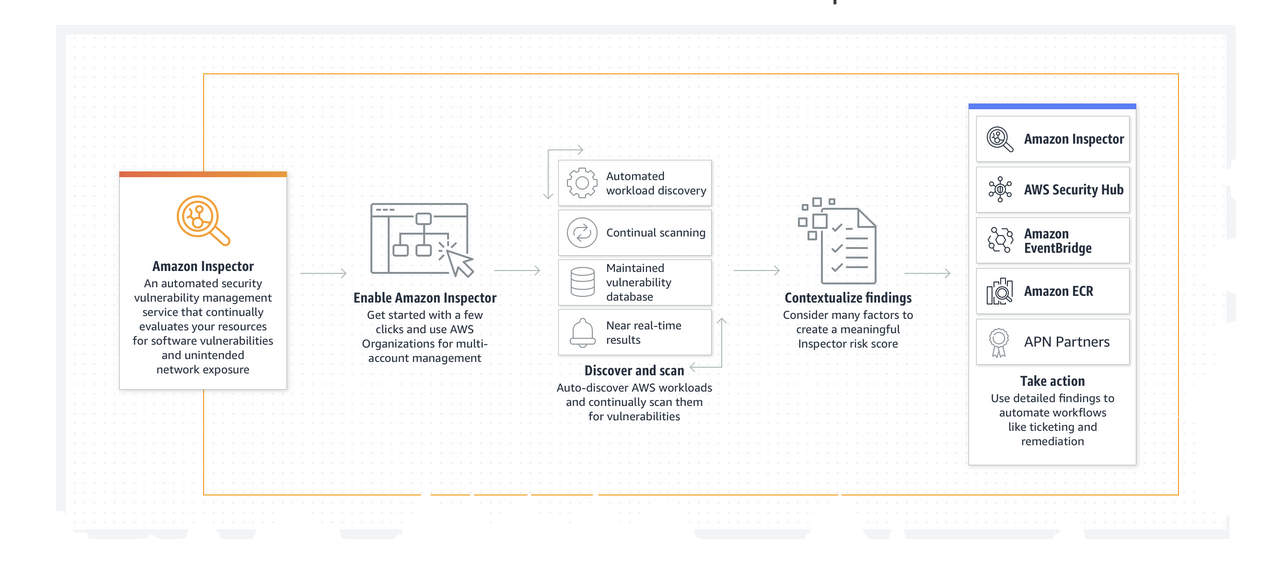 Amazon Inspector
An automated security
vulnerability management
service that continually
evaluates your resources
for software vulnerabilities
and unintended
network exposure
Enable Amazon Inspector
Get started with a few
clicks and use AWS
Organizations for multi-
account management
Automated
workload discovery
Continual scanning
Maintained
vulnerability
database
Near real-time
results
Discover and scan
Auto-discover AWS workloads
and continually scan them
for vulnerabilities
Contextualize findings
Consider many factors to
create a meaningful
Inspector risk score
Amazon Inspector
AWS Security Hub
Amazon
EventBridge
Amazon ECR
APN Partners
Take action
Use detailed findings to
automate workflows
like ticketing and
remediation